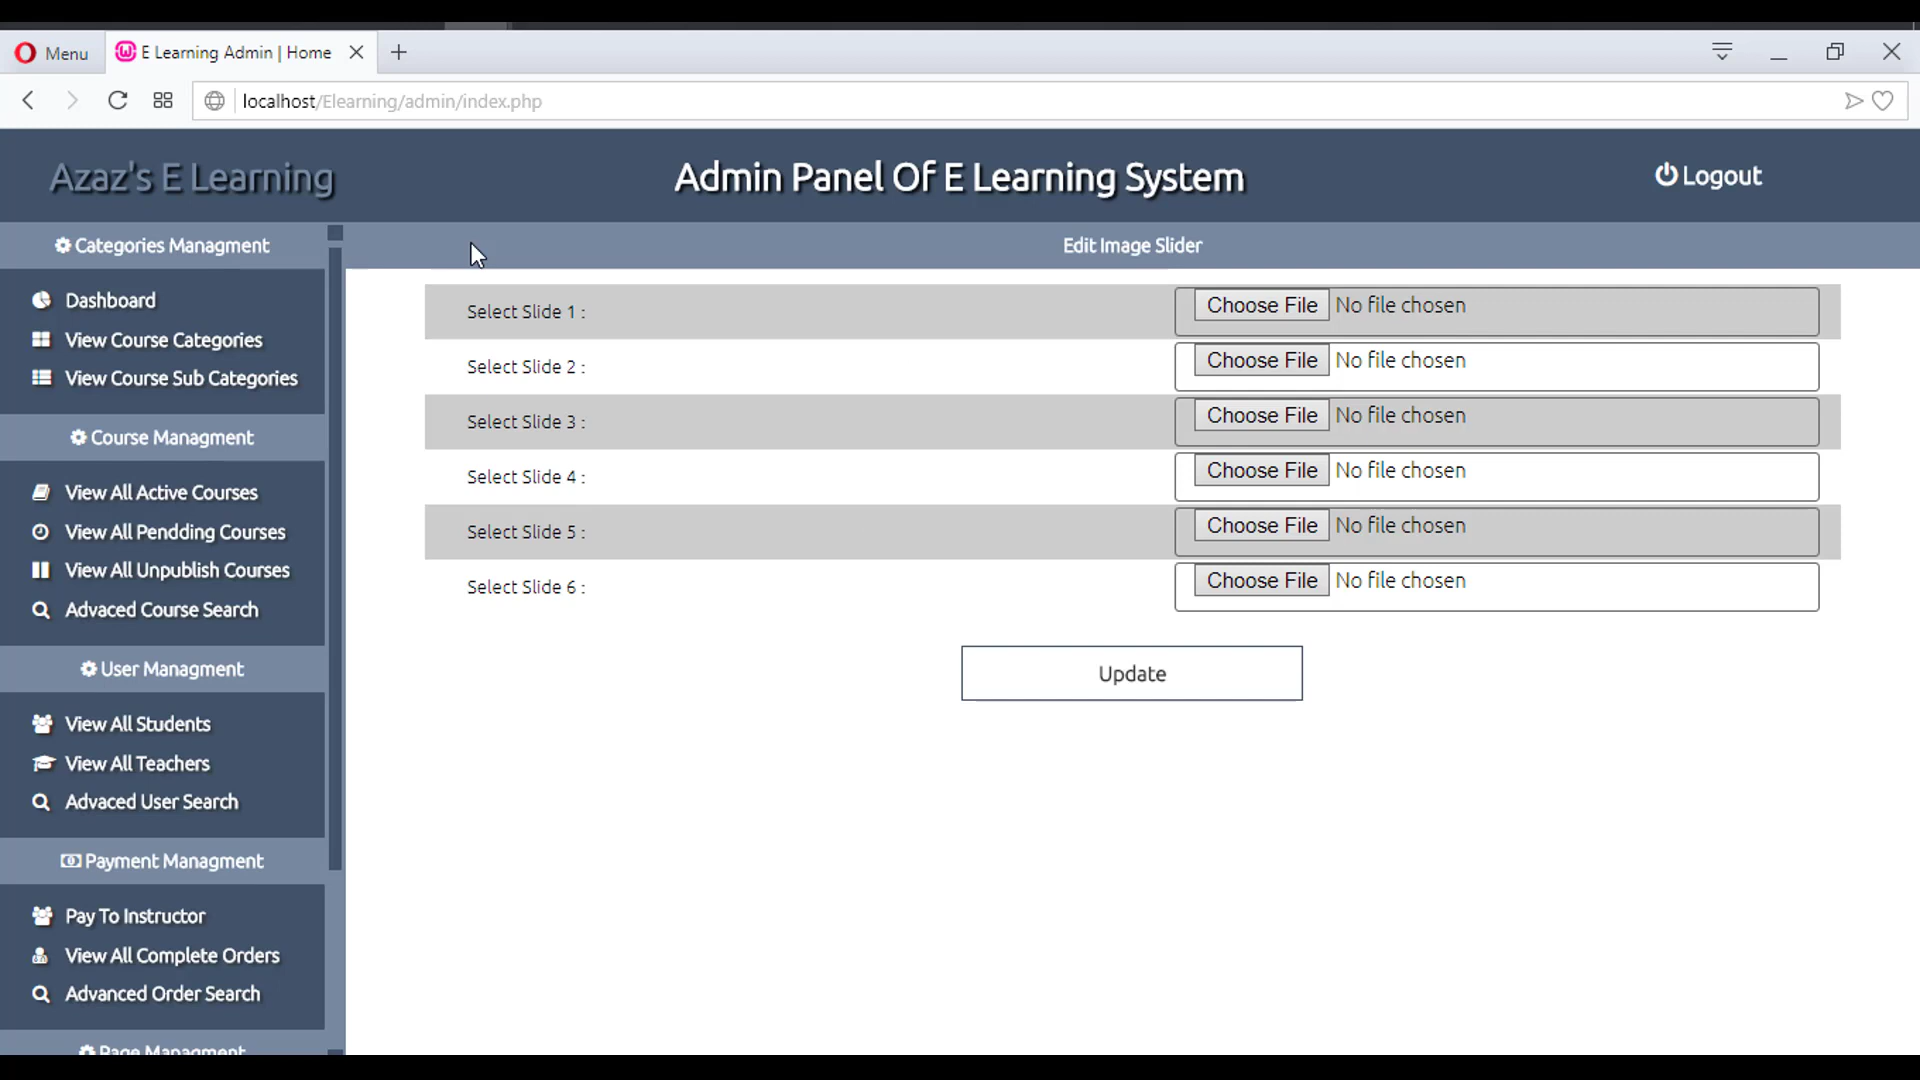 Menu
E Learning Admin | Home
localhost/Elearning/admin/index.php
Azaz's E Learning
Admin Panel Of E Learning System
Logout
Categories Managment
Edit Image Slider
Dashboard
View Course Categories
View Course Sub Categories
Course Managment
View All Active Courses
View All Pendding Courses
View All Unpublish Courses
Advaced Course Search
User Managment
View All Students
View All Teachers
Advaced User Search
Payment Managment
Pay To Instructor
View All Complete Orders
Advanced Order Search
Page Managment
Select Slide 1 : Choose File No file chosen
Select Slide 2 : Choose File No file chosen
Select Slide 3 : Choose File No file chosen
Select Slide 4 : Choose File No file chosen
Select Slide 5 : Choose File No file chosen
Select Slide 6 : Choose File No file chosen
Update